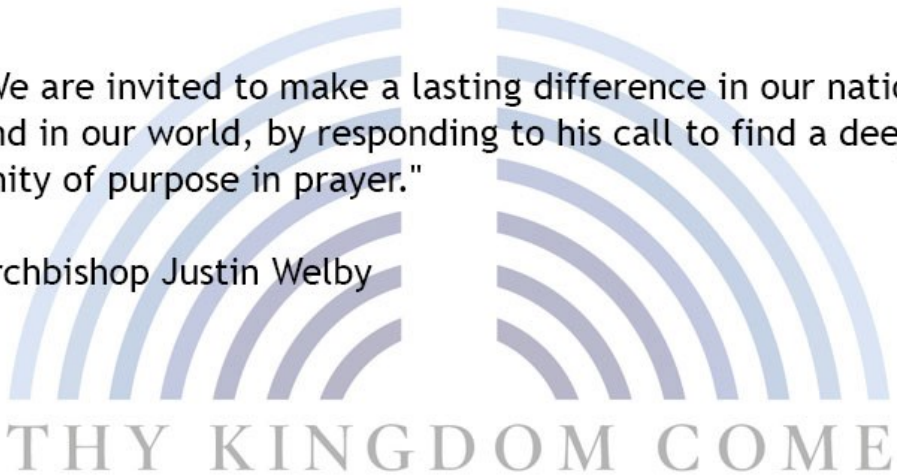 We are invited to make a lasting difference in our natio
nd in our world, by responding to his call to find a dee
nity of purpose in prayer."
rchbishop Justin Welby
THY KINGDOM COME